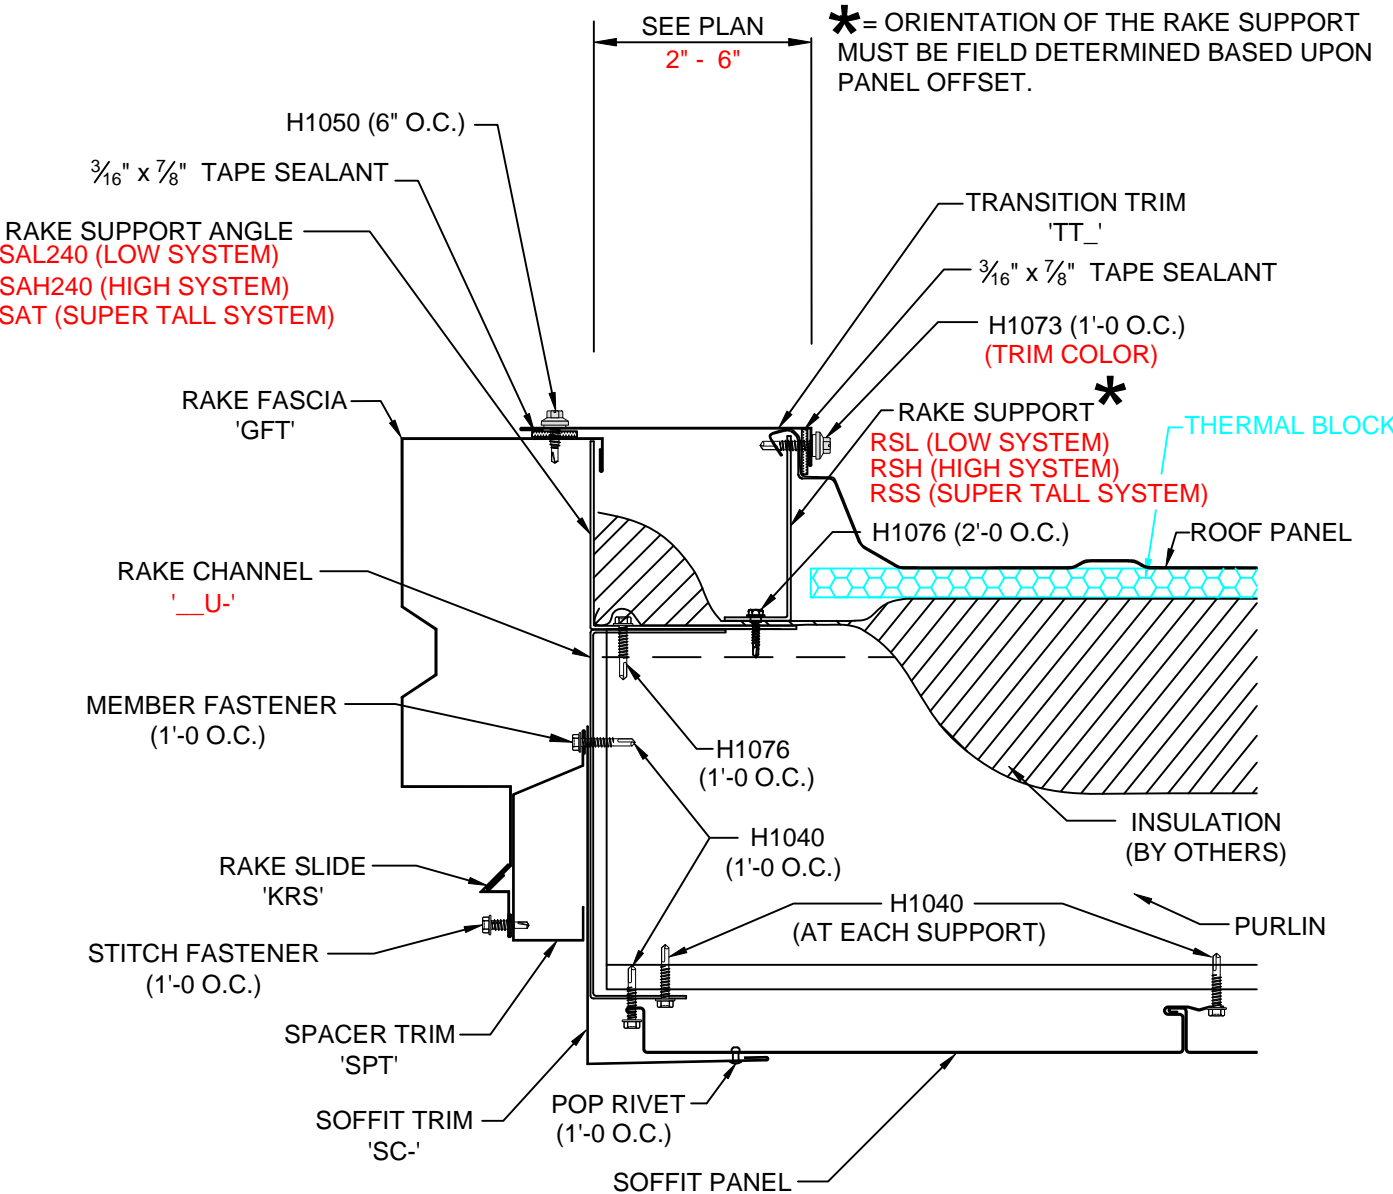 SEE PLAN
2" - 6"
*= ORIENTATION OF THE RAKE SUPPORT
MUST BE FIELD DETERMINED BASED UPON
PANEL OFFSET.
H1050 (6" O.C.)
3⁄16" x 7⁄8" TAPE SEALANT
RAKE SUPPORT ANGLE
SAL240 (LOW SYSTEM)
SAH240 (HIGH SYSTEM)
SAT (SUPER TALL SYSTEM)
TRANSITION TRIM
'TT_'
3⁄16" x 7⁄8" TAPE SEALANT
H1073 (1'-0 O.C.)
(TRIM COLOR)
RAKE FASCIA
'GFT'
RAKE SUPPORT *
RSL (LOW SYSTEM)
RSH (HIGH SYSTEM)
RSS (SUPER TALL SYSTEM)
THERMAL BLOCK
H1076 (2'-0 O.C.)
ROOF PANEL
RAKE CHANNEL
'__U-'
MEMBER FASTENER
(1'-0 O.C.)
H1076
(1'-0 O.C.)
H1040
(1'-0 O.C.)
INSULATION
(BY OTHERS)
RAKE SLIDE
'KRS'
H1040
(AT EACH SUPPORT)
PURLIN
STITCH FASTENER
(1'-0 O.C.)
SPACER TRIM
'SPT'
SOFFIT TRIM
'SC-'
POP RIVET
(1'-0 O.C.)
SOFFIT PANEL